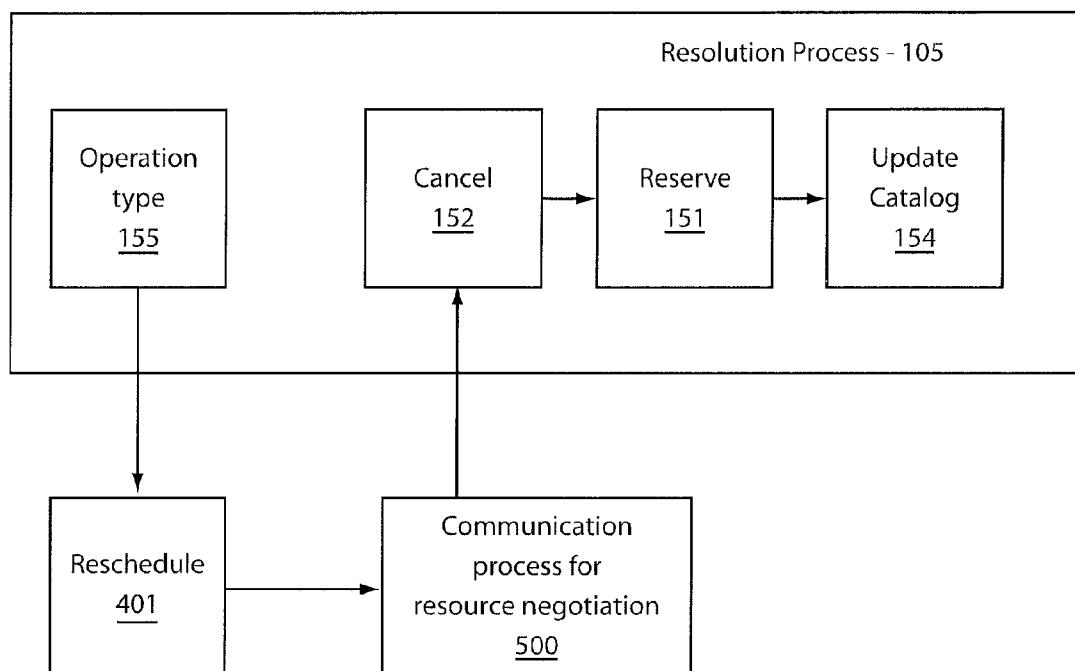 Resolution Process - 105
Operation
type
155
Cancel
152
Reserve
151
Update
Catalog
154
Reschedule
401
Communication
process for
resource negotiation
500